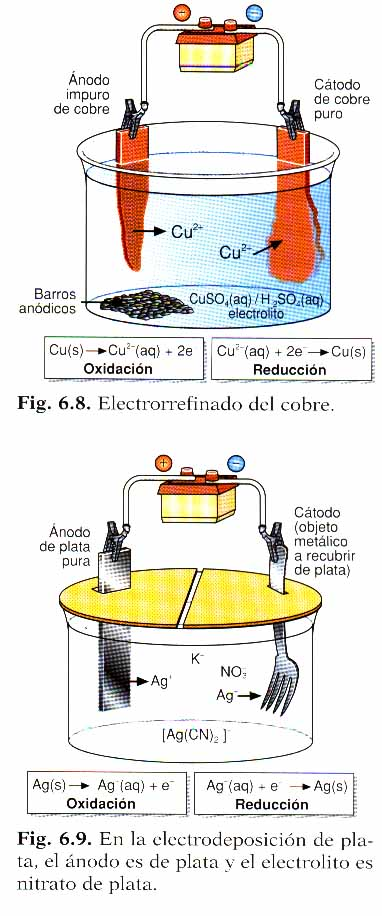 + −
Ánodo
impuro
de cobre
Cátodo
de cobre
puro
Cu²⁺
Cu²⁻
Barros
anódicos
CuSO₄(aq)/H₂SO₄(aq)
electrolito
Cu(s) → Cu²⁻(aq) + 2e
Oxidación
Cu²⁻(aq) + 2e⁻ → Cu(s)
Reducción
Fig. 6.8. Electrorrefinado del cobre.
+ −
Ánodo
de plata
pura
Cátodo
(objeto
metálico
a recubrir
de plata)
K⁻
NO₃⁻
Ag⁺
Ag⁻
[Ag(CN)₂]⁻
Ag(s) → Ag⁻(aq) + e⁻
Oxidación
Ag⁻(aq) + e⁻ → Ag(s)
Reducción
Fig. 6.9. En la electrodeposición de pla-
ta, el ánodo es de plata y el electrolito es
nitrato de plata.